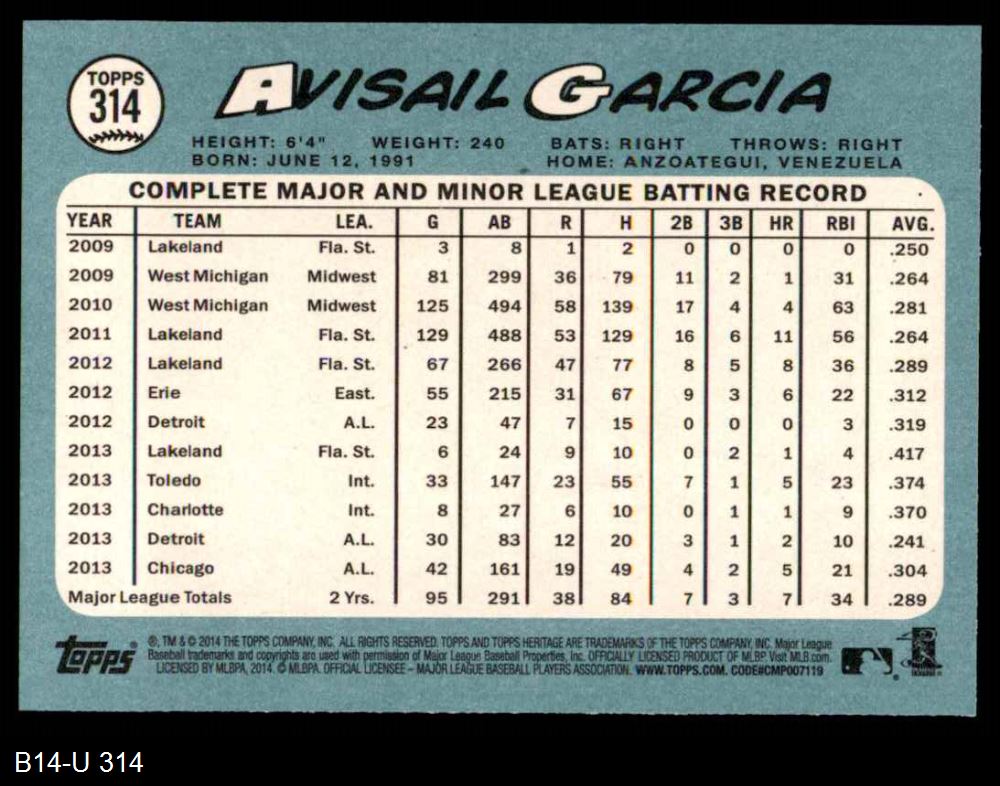 TOPPS
314
AVISAIL GARCIA
HEIGHT: 6'4" WEIGHT: 240 BATS: RIGHT THROWS: RIGHT
BORN: JUNE 12, 1991 HOME: ANZOATEGUI, VENEZUELA
COMPLETE MAJOR AND MINOR LEAGUE BATTING RECORD
YEAR TEAM LEA. G AB R H 2B 3B HR RBI AVG.
2009 Lakeland Fla. St. 3 8 1 2 0 0 0 0 .250
2009 West Michigan Midwest 81 299 36 79 11 2 1 31 .264
2010 West Michigan Midwest 125 494 58 139 17 4 4 63 .281
2011 Lakeland Fla. St. 129 488 53 129 16 6 11 56 .264
2012 Lakeland Fla. St. 67 266 47 77 8 5 8 36 .289
2012 Erie East. 55 215 31 67 9 3 6 22 .312
2012 Detroit A.L. 23 47 7 15 0 0 0 3 .319
2013 Lakeland Fla. St. 6 24 9 10 0 2 1 4 .417
2013 Toledo Int. 33 147 23 55 7 1 5 23 .374
2013 Charlotte Int. 8 27 6 10 0 1 1 9 .370
2013 Detroit A.L. 30 83 12 20 3 1 2 10 .241
2013 Chicago A.L. 42 161 19 49 4 2 5 21 .304
Major League Totals 2 Yrs. 95 291 38 84 7 3 7 34 .289
Topps
®, TM & © 2014 THE TOPPS COMPANY, INC. ALL RIGHTS RESERVED. TOPPS AND TOPPS HERITAGE ARE TRADEMARKS OF THE TOPPS COMPANY, INC. Major League
Baseball trademarks and copyrights are used with permission of Major League Baseball Properties, Inc. OFFICIALLY LICENSED PRODUCT OF MLBP. Visit MLB.com.
LICENSED BY MLBPA, 2014. © MLBPA. OFFICIAL LICENSEE – MAJOR LEAGUE BASEBALL PLAYERS ASSOCIATION. WWW.TOPPS.COM. CODE#CMP007119
B14-U 314